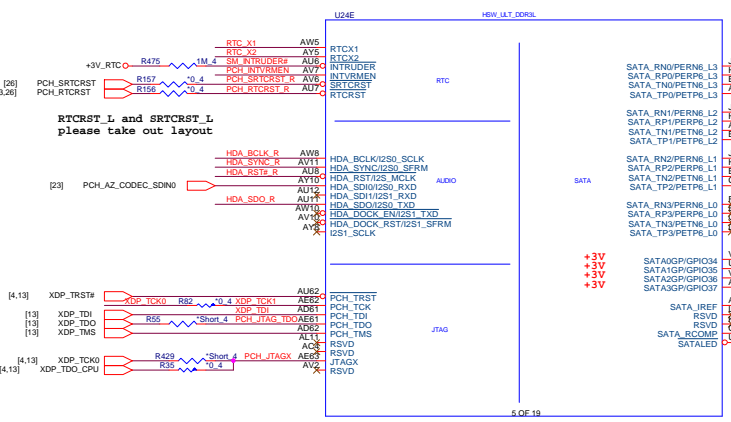 U24E HSW_ULT_DDR3L
RTC_X1 AW5 RTCX1
RTC_X2 AY5 RTCX2
+3V_RTC R475 1M_4 SM_INTRUDER# AU6 INTRUDER SATA_RN0/PERN6_L3
PCH_INTVRMEN AV7 INTVRMEN RTC SATA_RP0/PERP6_L3
[26] PCH_SRTCRST R157 *0_4 PCH_SRTCRST_R AV6 SRTCRST SATA_TN0/PETN6_L3
3,26] PCH_RTCRST R156 *0_4 PCH_RTCRST_R AU7 RTCRST SATA_TP0/PETP6_L3
RTCRST_L and SRTCRST_L
please take out layout
SATA_RN1/PERN6_L2
SATA_RP1/PERP6_L2
SATA_TN1/PETN6_L2
SATA_TP1/PETP6_L2
HDA_BCLK_R AW8 HDA_BCLK/I2S0_SCLK SATA_RN2/PERN6_L1
HDA_SYNC_R AV11 HDA_SYNC/I2S0_SFRM SATA_RP2/PERP6_L1
HDA_RST#_R AU8 HDA_RST/I2S_MCLK AUDIO SATA SATA_TN2/PETN6_L1
[23] PCH_AZ_CODEC_SDIN0 AY10 HDA_SDI0/I2S0_RXD SATA_TP2/PETP6_L1
AU12 HDA_SDI1/I2S1_RXD
HDA_SDO_R AU11 HDA_SDO/I2S0_TXD SATA_RN3/PERN6_L0
AW10 HDA_DOCK_EN/I2S1_TXD SATA_RP3/PERP6_L0
AV10 HDA_DOCK_RST/I2S1_SFRM SATA_TN3/PETN6_L0
AY8 I2S1_SCLK SATA_TP3/PETP6_L0
+3V SATA0GP/GPIO34
+3V SATA1GP/GPIO35
+3V SATA2GP/GPIO36
+3V SATA3GP/GPIO37
[4,13] XDP_TRST# AU62 PCH_TRST
XDP_TCK0 R82 *0_4 XDP_TCK1 AE62 PCH_TCK SATA_IREF
[13] XDP_TDI XDP_TDI AD61 PCH_TDI RSVD
[13] XDP_TDO R55 *Short_4 PCH_JTAG_TDO AE61 PCH_TDO JTAG RSVD
[13] XDP_TMS AD62 PCH_TMS SATA_RCOMP
AL11 RSVD SATALED
AC4 RSVD
[4,13] XDP_TCK0 R429 *Short_4 PCH_JTAGX AE63 JTAGX
[4,13] XDP_TDO_CPU R35 *0_4 AV2 RSVD
5 OF 19